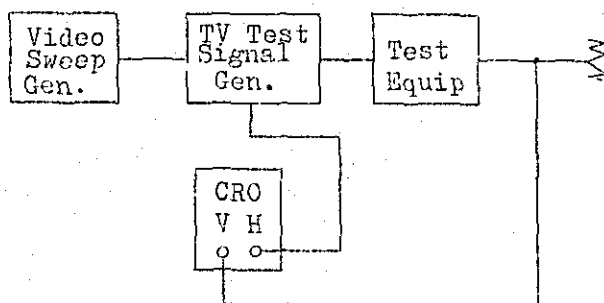 Video
Sweep
Gen.
TV Test
Signal
Gen.
Test
Equip
CRO
V H